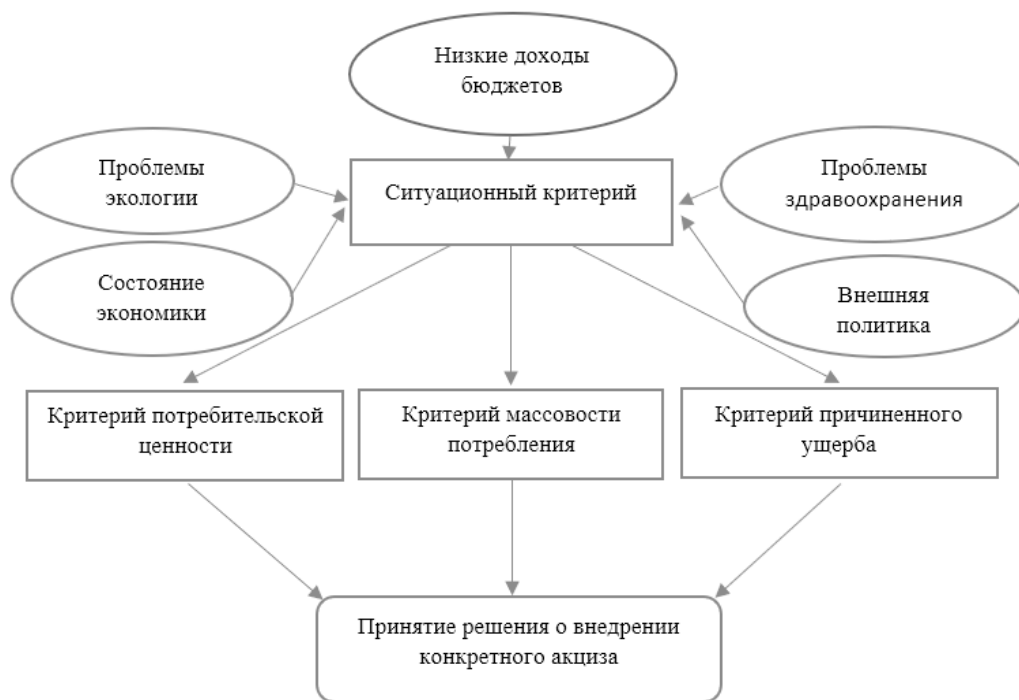 Низкие доходы
бюджетов
Проблемы
экологии
Ситуационный критерий
Проблемы
здравоохранения
Состояние
экономики
Внешняя
политика
Критерий потребительской
ценности
Критерий массовости
потребления
Критерий причиненного
ущерба
Принятие решения о внедрении
конкретного акциза